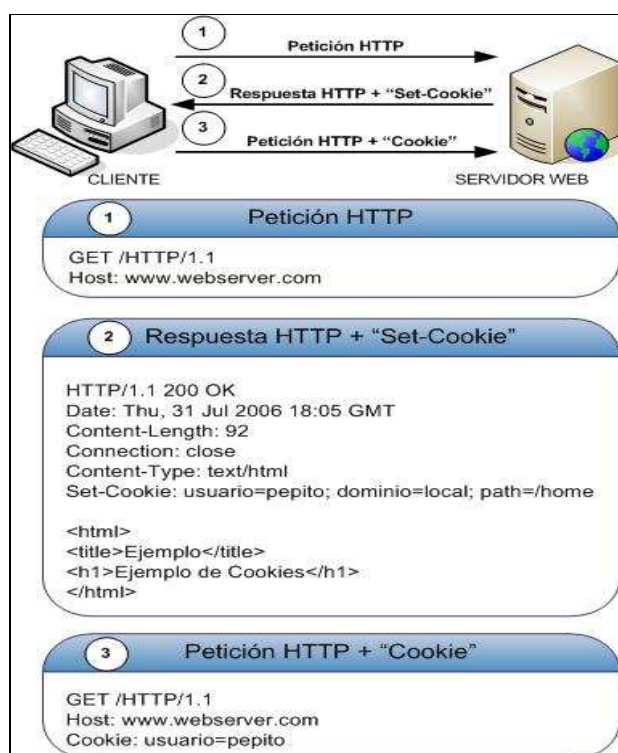 1
Petición HTTP
2
Respuesta HTTP + “Set-Cookie”
3
Petición HTTP + “Cookie”
CLIENTE
SERVIDOR WEB
1
Petición HTTP
GET /HTTP/1.1
Host: www.webserver.com
2
Respuesta HTTP + “Set-Cookie”
HTTP/1.1 200 OK
Date: Thu, 31 Jul 2006 18:05 GMT
Content-Length: 92
Connection: close
Content-Type: text/html
Set-Cookie: usuario=pepito; dominio=local; path=/home
<html>
<title>Ejemplo</title>
<h1>Ejemplo de Cookies</h1>
</html>
3
Petición HTTP + “Cookie”
GET /HTTP/1.1
Host: www.webserver.com
Cookie: usuario=pepito